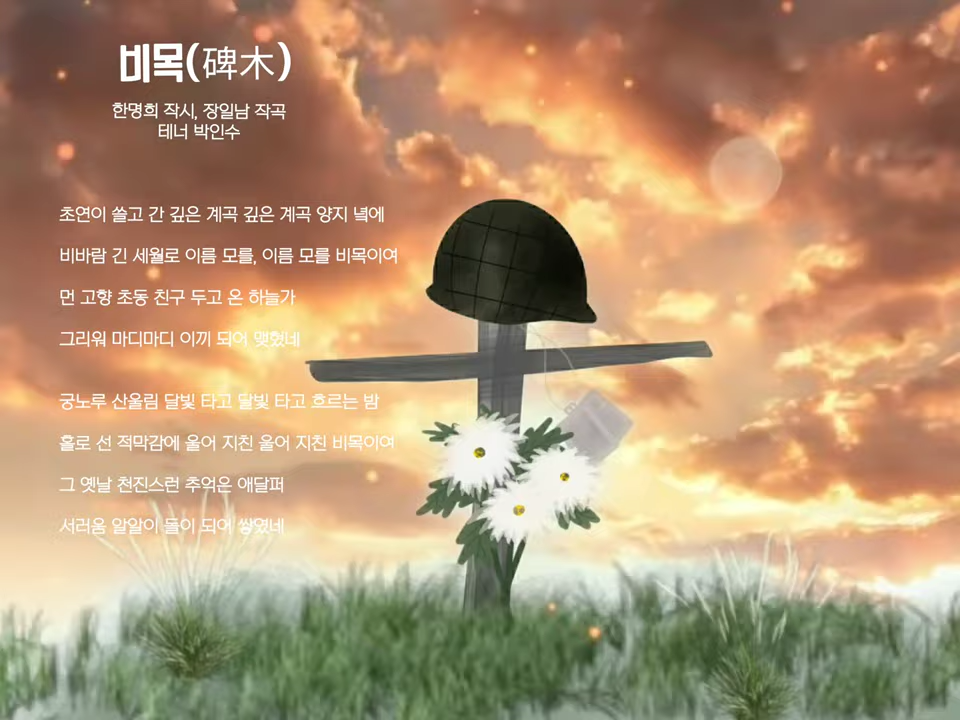 비목(碑木)
한명희 작시, 장일남 작곡
테너 박인수
초연이 쓸고 간 깊은 계곡 깊은 계곡 양지 녘에
비바람 긴 세월로 이름 모를, 이름 모를 비목이여
먼 고향 초동 친구 두고 온 하늘가
그리워 마디마디 이끼 되어 맺혔네
궁노루 산울림 달빛 타고 달빛 타고 흐르는 밤
홀로 선 적막감에 울어 지친 울어 지친 비목이여
그 옛날 천진스런 추억은 애달퍼
서러움 알알이 돌이 되어 쌓였네